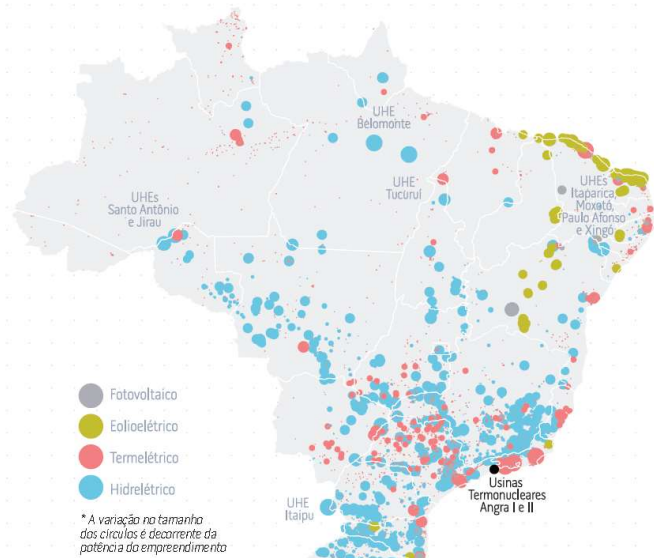 UHE
Belomonte
UHE
Tucuruí
UHEs
Itaparica,
Moxotó,
Paulo Afonso
e Xingó
UHEs
Santo Antônio
e Jirau
Fotovoltaico
Eolioelétrico
Termelétrico
Hidrelétrico
Usinas
Termonucleares
Angra I e II
UHE
Itaipu
* A variação no tamanho
dos círculos é decorrente da
potência do empreendimento